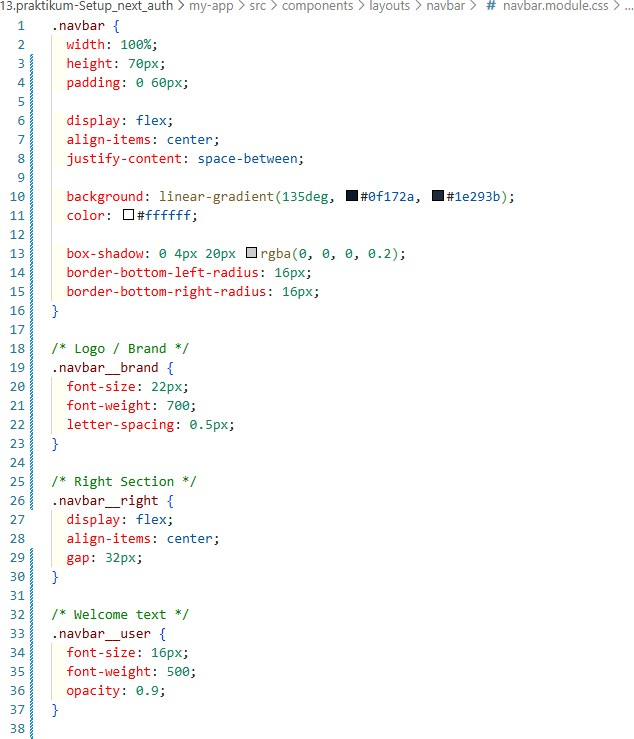 13.praktikum-Setup_next_auth > my-app > src > components > layouts > navbar > # navbar.module.css > ...
1 .navbar {
2 width: 100%;
3 height: 70px;
4 padding: 0 60px;
5
6 display: flex;
7 align-items: center;
8 justify-content: space-between;
9
10 background: linear-gradient(135deg, #0f172a, #1e293b);
11 color: #ffffff;
12
13 box-shadow: 0 4px 20px rgba(0, 0, 0, 0.2);
14 border-bottom-left-radius: 16px;
15 border-bottom-right-radius: 16px;
16 }
17
18 /* Logo / Brand */
19 .navbar__brand {
20 font-size: 22px;
21 font-weight: 700;
22 letter-spacing: 0.5px;
23 }
24
25 /* Right Section */
26 .navbar__right {
27 display: flex;
28 align-items: center;
29 gap: 32px;
30 }
31
32 /* Welcome text */
33 .navbar__user {
34 font-size: 16px;
35 font-weight: 500;
36 opacity: 0.9;
37 }
38